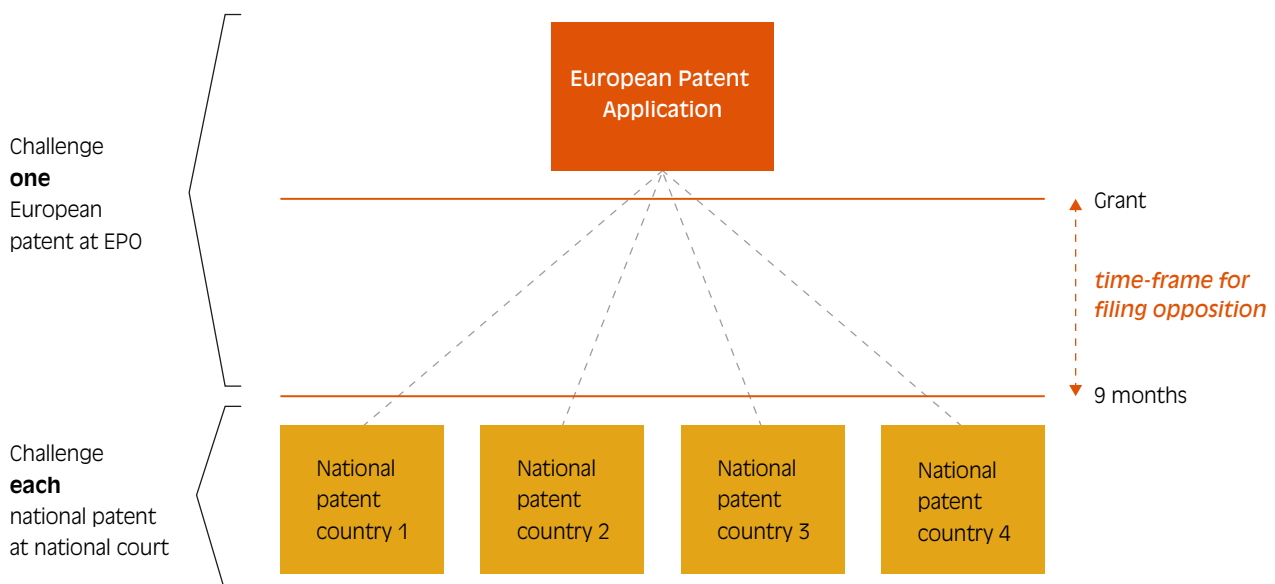 European Patent
Application
Challenge
one
European
patent at EPO
Grant
time-frame for
filing opposition
9 months
Challenge
each
national patent
at national court
National
patent
country 1
National
patent
country 2
National
patent
country 3
National
patent
country 4